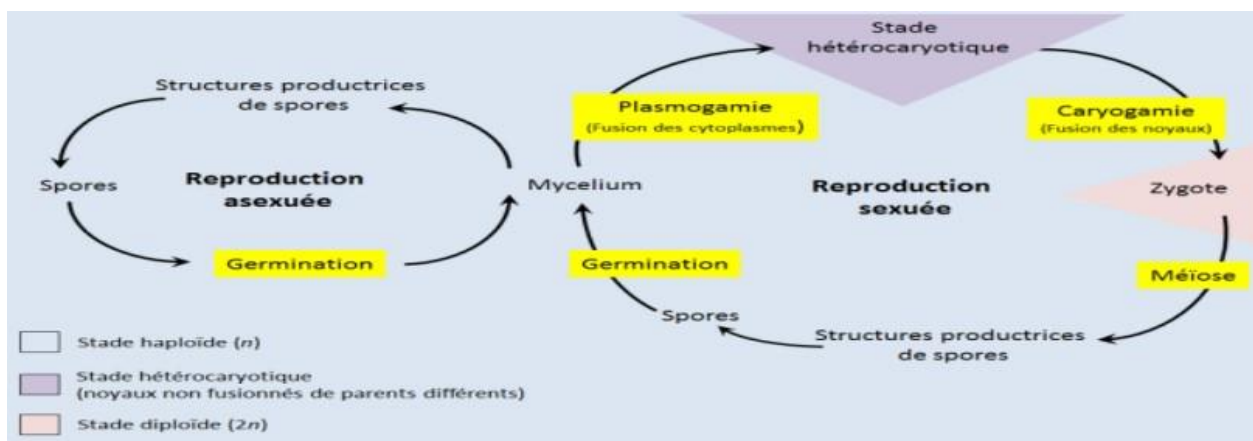 Stade
hétérocaryotique
Structures productrices
de spores
Plasmogamie
(Fusion des cytoplasmes)
Caryogamie
(Fusion des noyaux)
Spores
Reproduction
asexuée
Mycelium
Reproduction
sexuée
Zygote
Germination
Germination
Méïose
Spores
Structures productrices
de spores
Stade haploïde (n)
Stade hétérocaryotique
(noyaux non fusionnés de parents différents)
Stade diploïde (2n)